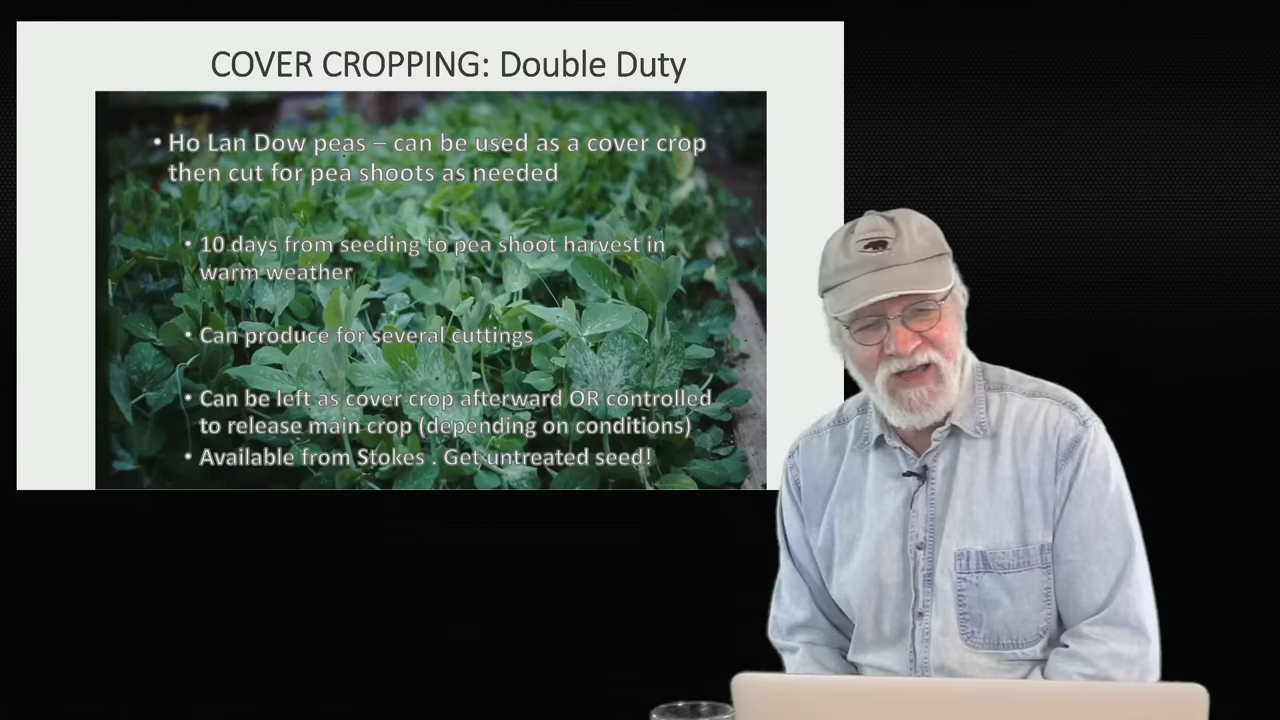 COVER CROPPING: Double Duty
• Ho Lan Dow peas – can be used as a cover crop
then cut for pea shoots as needed
• 10 days from seeding to pea shoot harvest in
warm weather
• Can produce for several cuttings
• Can be left as cover crop afterward OR controlled
to release main crop (depending on conditions)
• Available from Stokes . Get untreated seed!